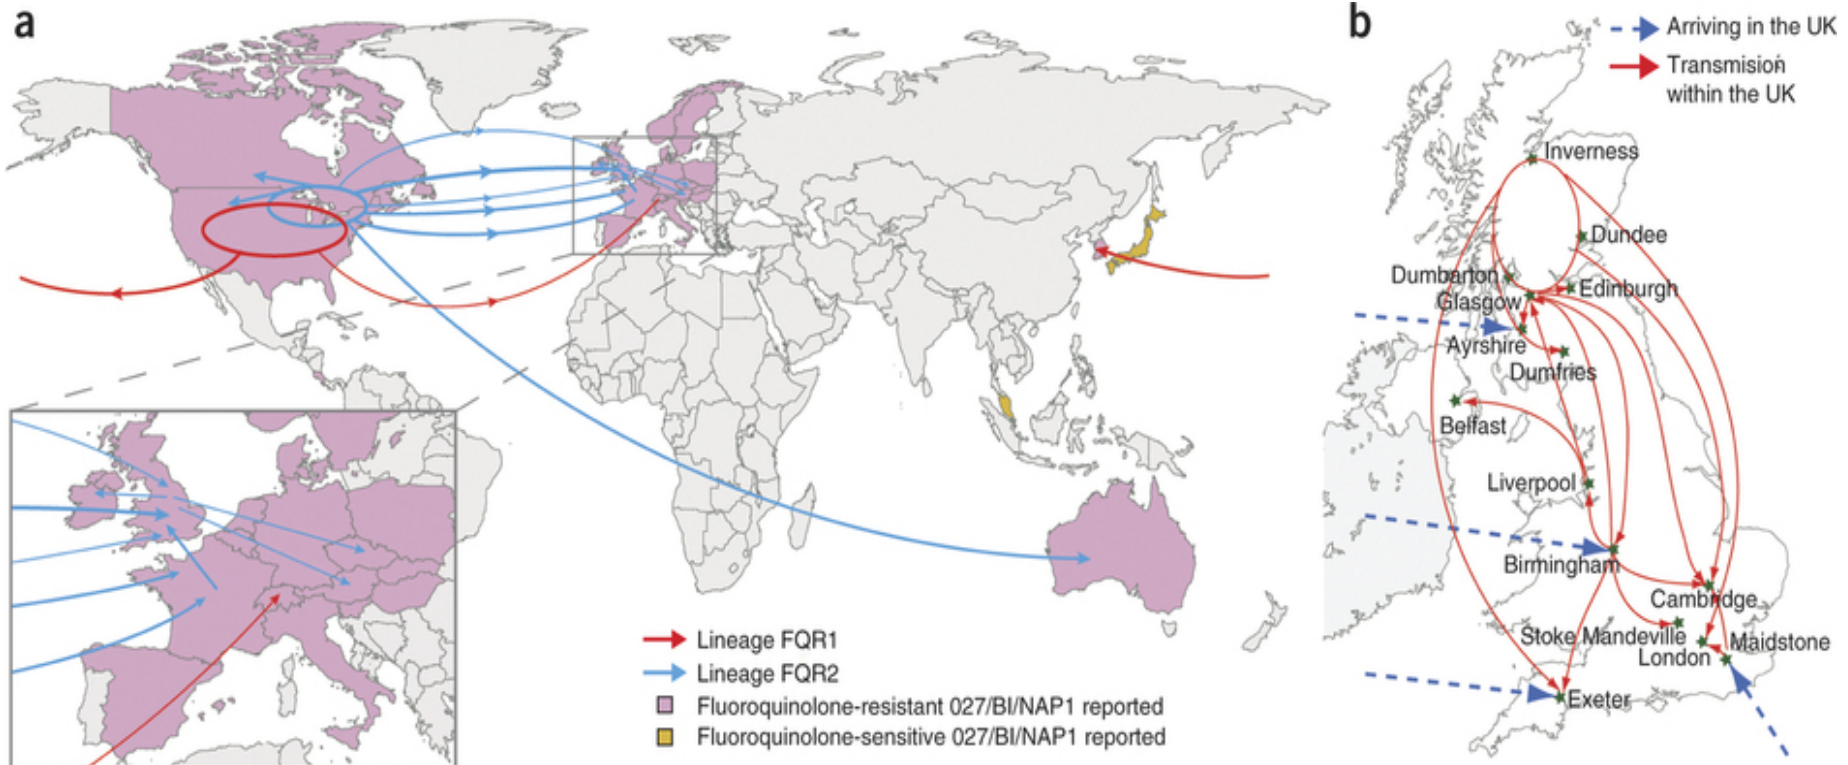 a
Lineage FQR1
Lineage FQR2
Fluoroquinolone-resistant 027/BI/NAP1 reported
Fluoroquinolone-sensitive 027/BI/NAP1 reported
b
Arriving in the UK
Transmision
within the UK
Inverness
Dundee
Dumbarton
Edinburgh
Glasgow
Ayrshire
Dumfries
Belfast
Liverpool
Birmingham
Cambridge
Stoke Mandeville
Maidstone
London
Exeter